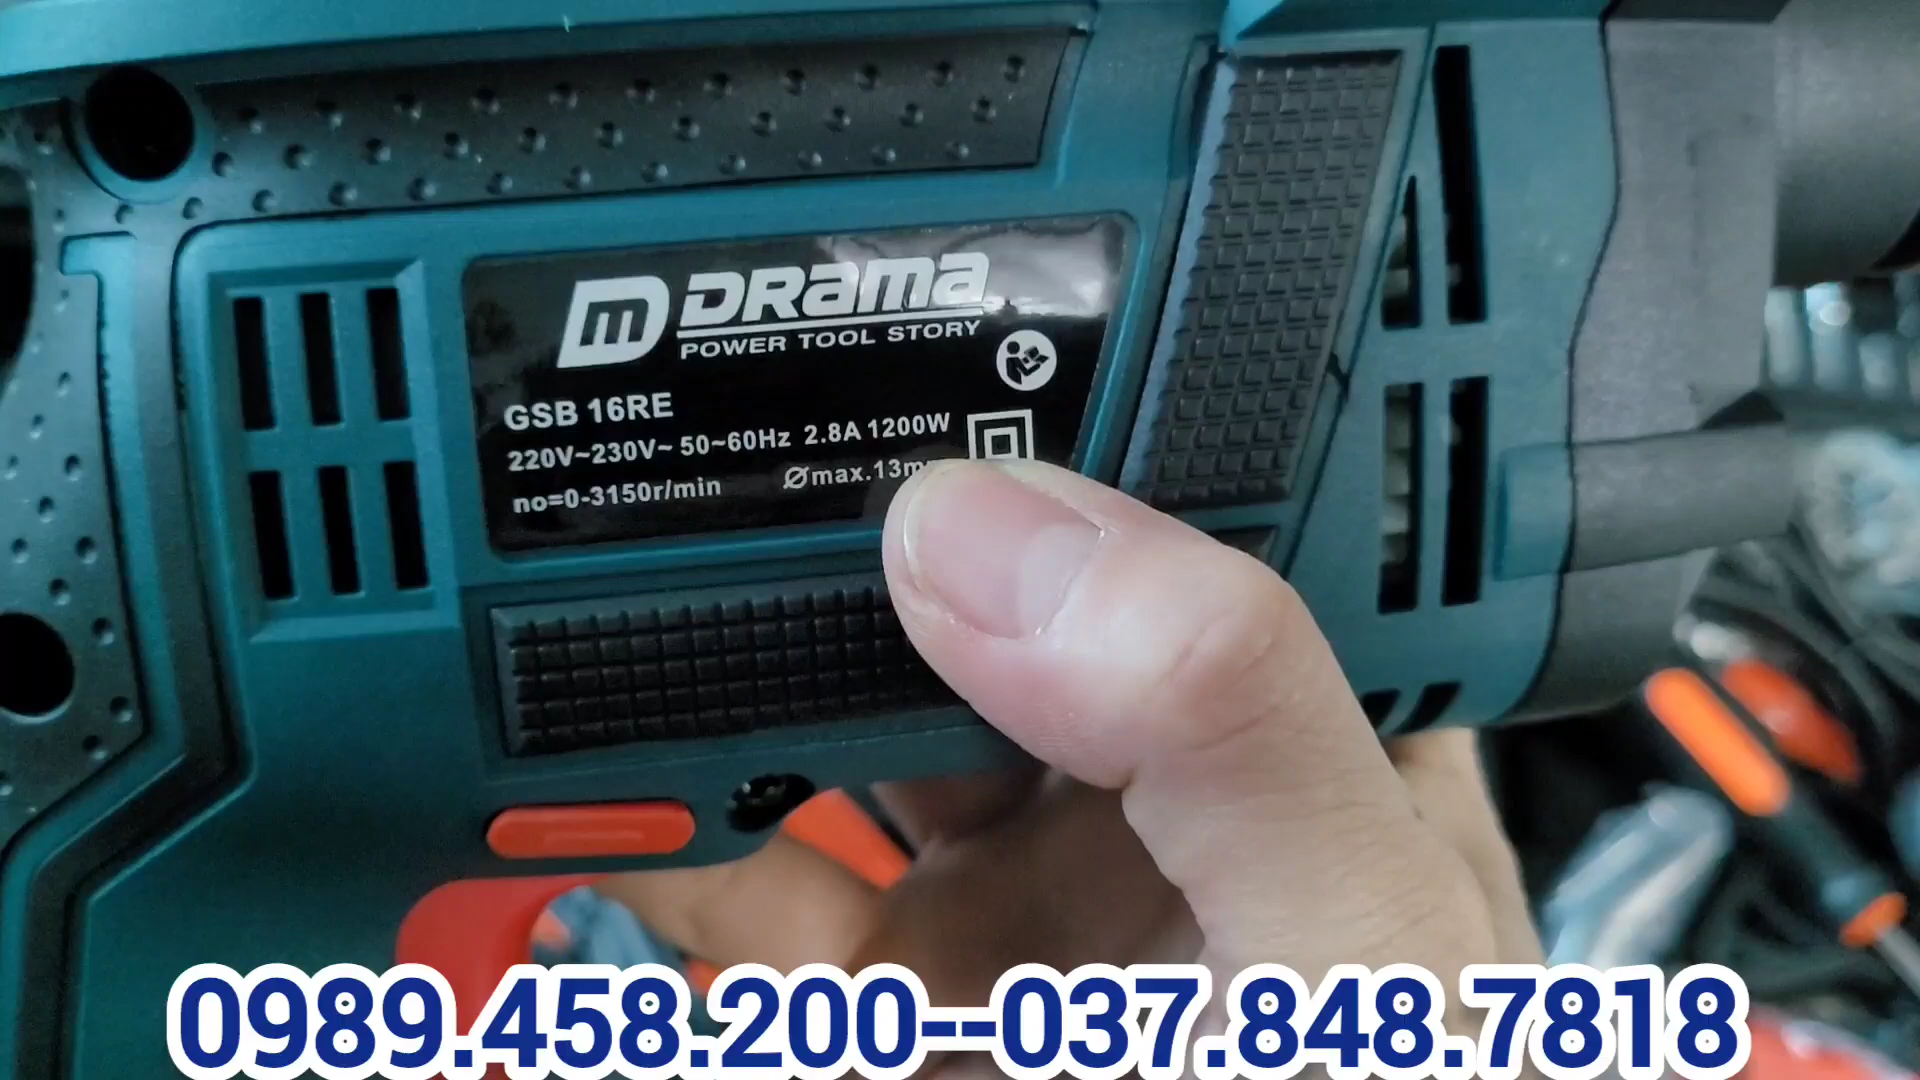 m DRama
POWER TOOL STORY
GSB 16RE
220V~230V~ 50~60Hz 2.8A 1200W
no=0-3150r/min Ømax.13m
0989.458.200--037.848.7818